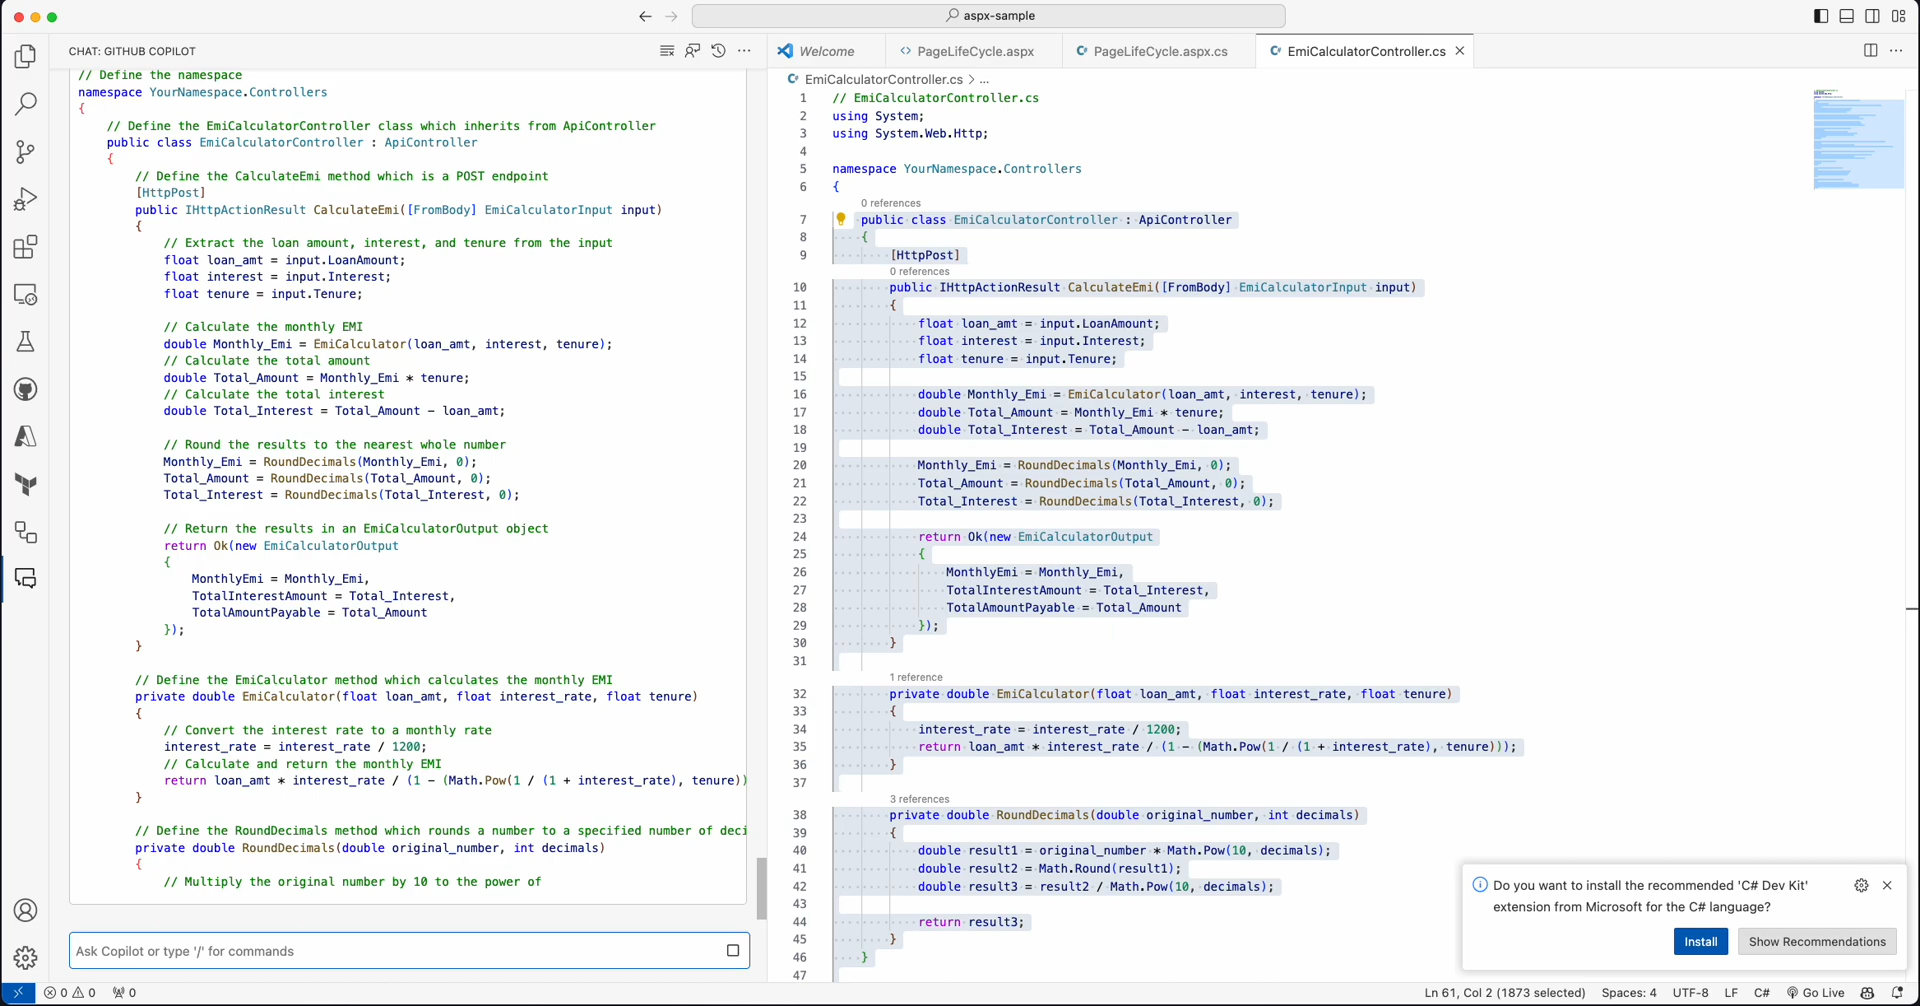 aspx-sample
CHAT: GITHUB COPILOT
// Define the namespace
namespace YourNamespace.Controllers
{
// Define the EmiCalculatorController class which inherits from ApiController
public class EmiCalculatorController : ApiController
{
// Define the CalculateEmi method which is a POST endpoint
[HttpPost]
public IHttpActionResult CalculateEmi([FromBody] EmiCalculatorInput input)
{
// Extract the loan amount, interest, and tenure from the input
float loan_amt = input.LoanAmount;
float interest = input.Interest;
float tenure = input.Tenure;
// Calculate the monthly EMI
double Monthly_Emi = EmiCalculator(loan_amt, interest, tenure);
// Calculate the total amount
double Total_Amount = Monthly_Emi * tenure;
// Calculate the total interest
double Total_Interest = Total_Amount - loan_amt;
// Round the results to the nearest whole number
Monthly_Emi = RoundDecimals(Monthly_Emi, 0);
Total_Amount = RoundDecimals(Total_Amount, 0);
Total_Interest = RoundDecimals(Total_Interest, 0);
// Return the results in an EmiCalculatorOutput object
return Ok(new EmiCalculatorOutput
{
MonthlyEmi = Monthly_Emi,
TotalInterestAmount = Total_Interest,
TotalAmountPayable = Total_Amount
});
}
// Define the EmiCalculator method which calculates the monthly EMI
private double EmiCalculator(float loan_amt, float interest_rate, float tenure)
{
// Convert the interest rate to a monthly rate
interest_rate = interest_rate / 1200;
// Calculate and return the monthly EMI
return loan_amt * interest_rate / (1 - (Math.Pow(1 / (1 + interest_rate), tenure))
}
// Define the RoundDecimals method which rounds a number to a specified number of deci
private double RoundDecimals(double original_number, int decimals)
{
// Multiply the original number by 10 to the power of
Ask Copilot or type '/' for commands
Welcome
PageLifeCycle.aspx
PageLifeCycle.aspx.cs
EmiCalculatorController.cs
EmiCalculatorController.cs > ...
1 // EmiCalculatorController.cs
2 using System;
3 using System.Web.Http;
4
5 namespace YourNamespace.Controllers
6 {
0 references
7 public class EmiCalculatorController : ApiController
8 {
9 [HttpPost]
0 references
10 public IHttpActionResult CalculateEmi([FromBody] EmiCalculatorInput input)
11 {
12 float loan_amt = input.LoanAmount;
13 float interest = input.Interest;
14 float tenure = input.Tenure;
15
16 double Monthly_Emi = EmiCalculator(loan_amt, interest, tenure);
17 double Total_Amount = Monthly_Emi * tenure;
18 double Total_Interest = Total_Amount - loan_amt;
19
20 Monthly_Emi = RoundDecimals(Monthly_Emi, 0);
21 Total_Amount = RoundDecimals(Total_Amount, 0);
22 Total_Interest = RoundDecimals(Total_Interest, 0);
23
24 return Ok(new EmiCalculatorOutput
25 {
26 MonthlyEmi = Monthly_Emi,
27 TotalInterestAmount = Total_Interest,
28 TotalAmountPayable = Total_Amount
29 });
30 }
31
1 reference
32 private double EmiCalculator(float loan_amt, float interest_rate, float tenure)
33 {
34 interest_rate = interest_rate / 1200;
35 return loan_amt * interest_rate / (1 - (Math.Pow(1 / (1 + interest_rate), tenure)));
36 }
37
3 references
38 private double RoundDecimals(double original_number, int decimals)
39 {
40 double result1 = original_number * Math.Pow(10, decimals);
41 double result2 = Math.Round(result1);
42 double result3 = result2 / Math.Pow(10, decimals);
43
44 return result3;
45 }
46 }
47
Do you want to install the recommended 'C# Dev Kit'
extension from Microsoft for the C# language?
Install
Show Recommendations
0 0 0
Ln 61, Col 2 (1873 selected) Spaces: 4 UTF-8 LF C# Go Live